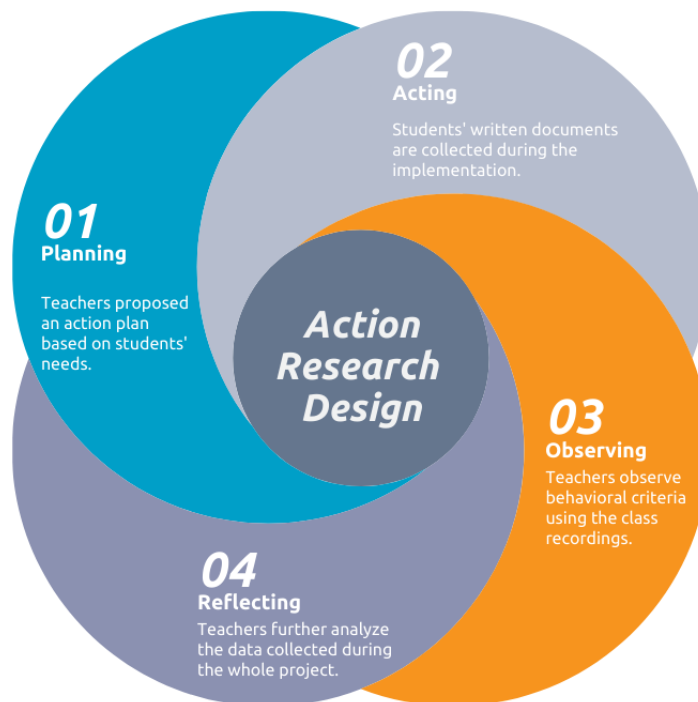 01
Planning
Teachers proposed
an action plan
based on students'
needs.
02
Acting
Students' written documents
are collected during the
implementation.
03
Observing
Teachers observe
behavioral criteria
using the class
recordings.
04
Reflecting
Teachers further analyze
the data collected during
the whole project.
Action
Research
Design